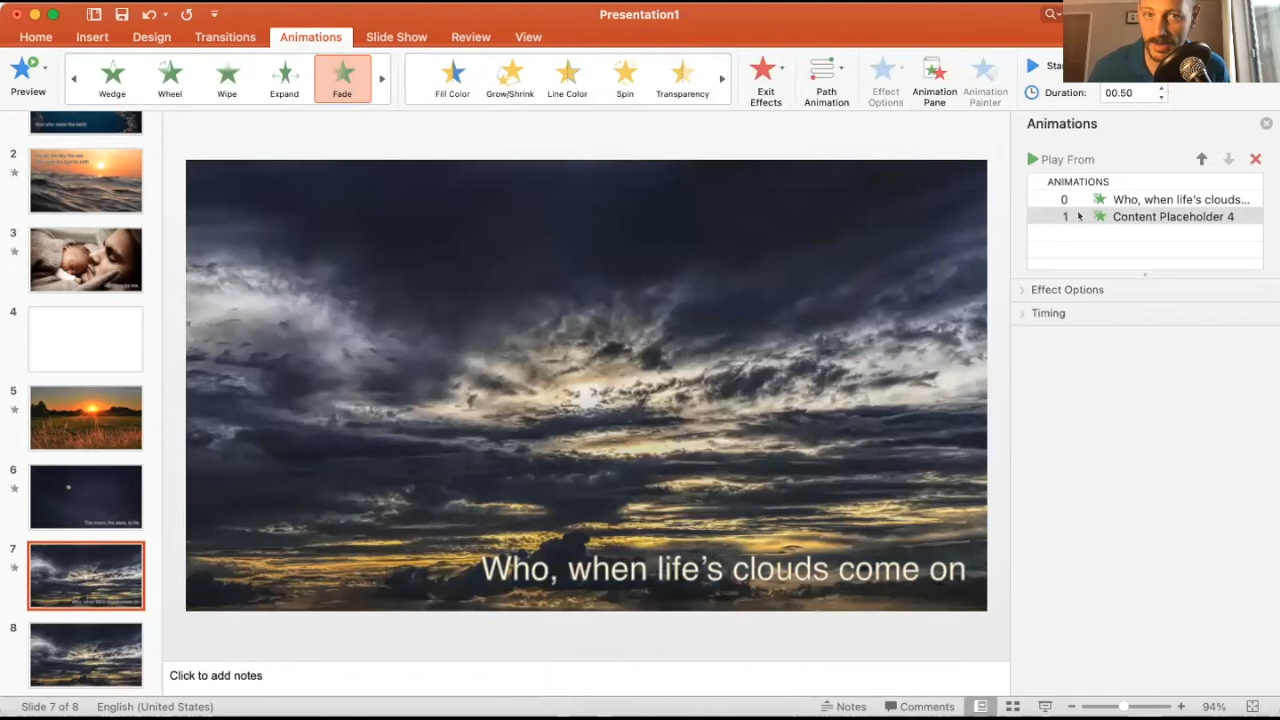 Presentation1
Home Insert Design Transitions Animations Slide Show Review View
Preview
Wedge Wheel Wipe Expand Fade
Fill Color Grow/Shrink Line Color Spin Transparency
Exit Effects
Path Animation
Effect Options
Animation Pane
Animation Painter
Duration: 00.50
Animations
Play From
ANIMATIONS
0 Who, when life's clouds...
1 Content Placeholder 4
Effect Options
Timing
2
3
4
5
6
7
8
Who, when life’s clouds come on
Click to add notes
Slide 7 of 8 English (United States) Notes Comments 94%